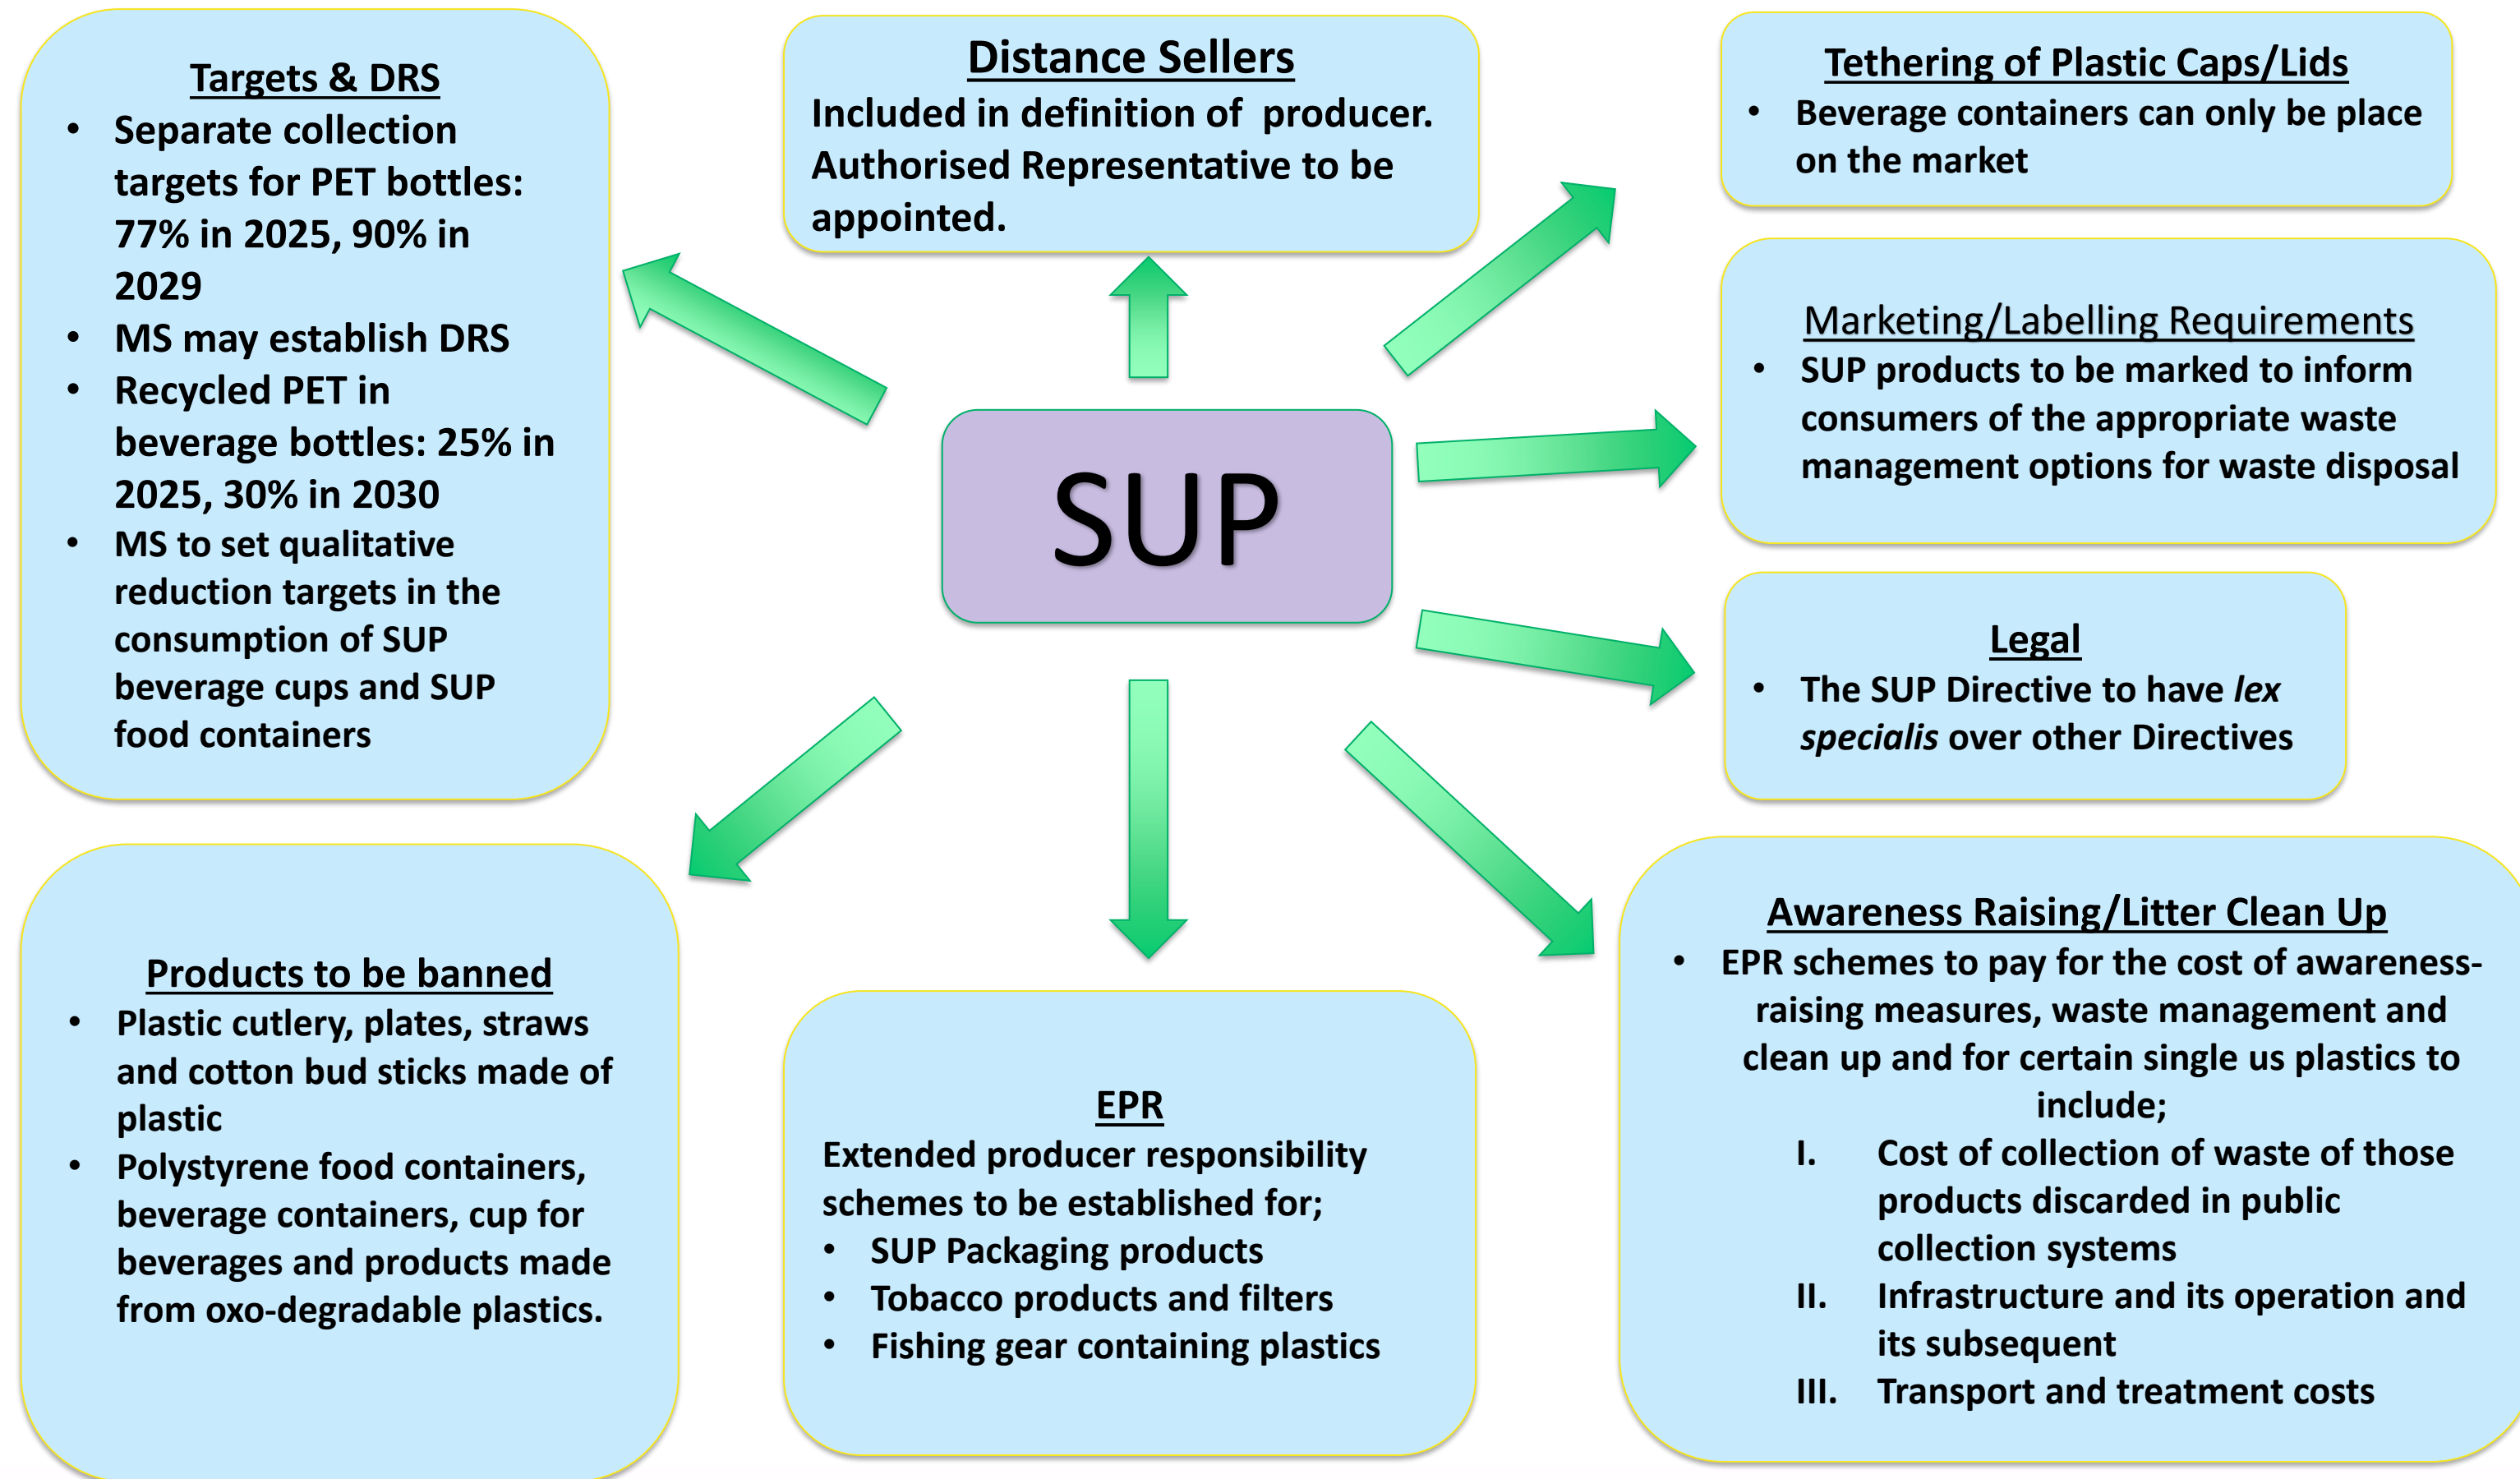 Targets & DRS
• Separate collection
targets for PET bottles:
77% in 2025, 90% in
2029
• MS may establish DRS
• Recycled PET in
beverage bottles: 25% in
2025, 30% in 2030
• MS to set qualitative
reduction targets in the
consumption of SUP
beverage cups and SUP
food containers
Distance Sellers
Included in definition of producer.
Authorised Representative to be
appointed.
Tethering of Plastic Caps/Lids
• Beverage containers can only be place
on the market
Marketing/Labelling Requirements
• SUP products to be marked to inform
consumers of the appropriate waste
management options for waste disposal
SUP
Legal
• The SUP Directive to have lex
specialis over other Directives
Products to be banned
• Plastic cutlery, plates, straws
and cotton bud sticks made of
plastic
• Polystyrene food containers,
beverage containers, cup for
beverages and products made
from oxo-degradable plastics.
EPR
Extended producer responsibility
schemes to be established for;
• SUP Packaging products
• Tobacco products and filters
• Fishing gear containing plastics
Awareness Raising/Litter Clean Up
• EPR schemes to pay for the cost of awareness-
raising measures, waste management and
clean up and for certain single us plastics to
include;
I. Cost of collection of waste of those
products discarded in public
collection systems
II. Infrastructure and its operation and
its subsequent
III. Transport and treatment costs